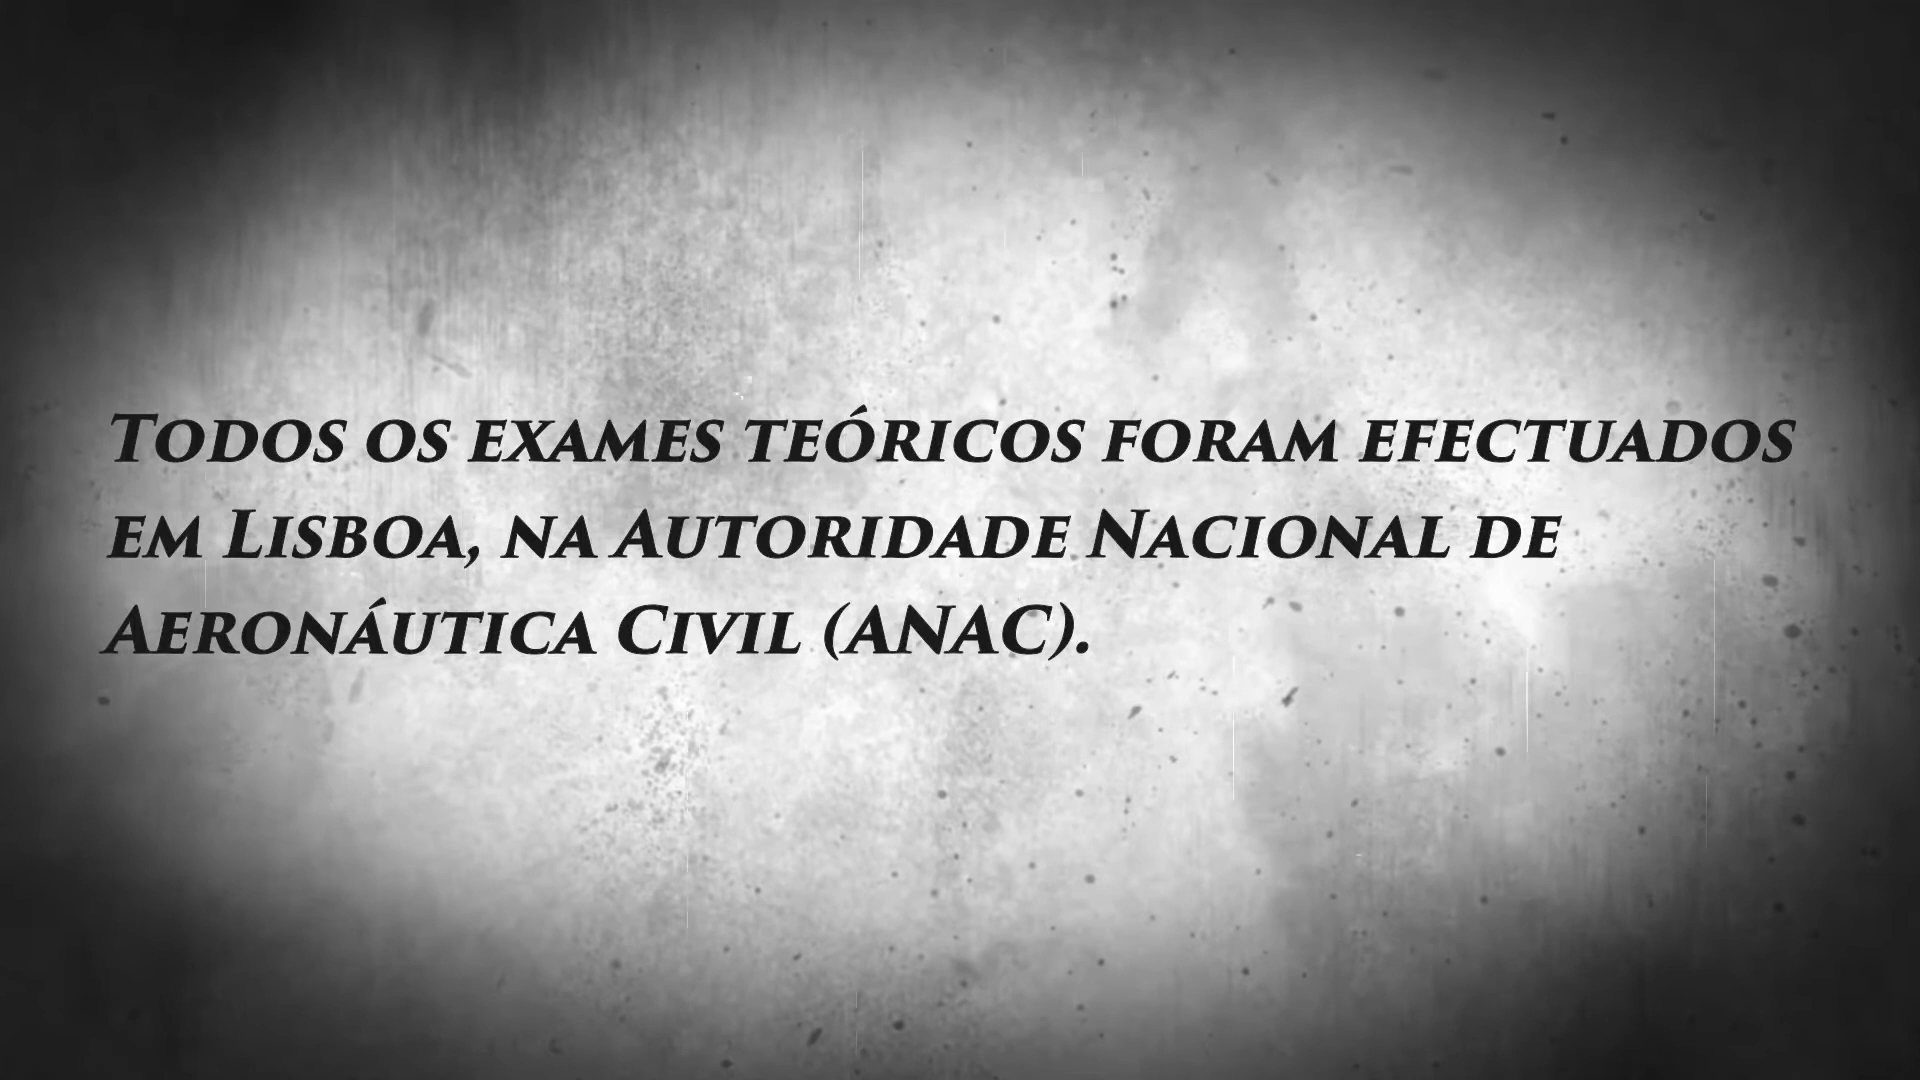 Todos os exames teóricos foram efectuados
em Lisboa, na Autoridade Nacional de
Aeronáutica Civil (ANAC).